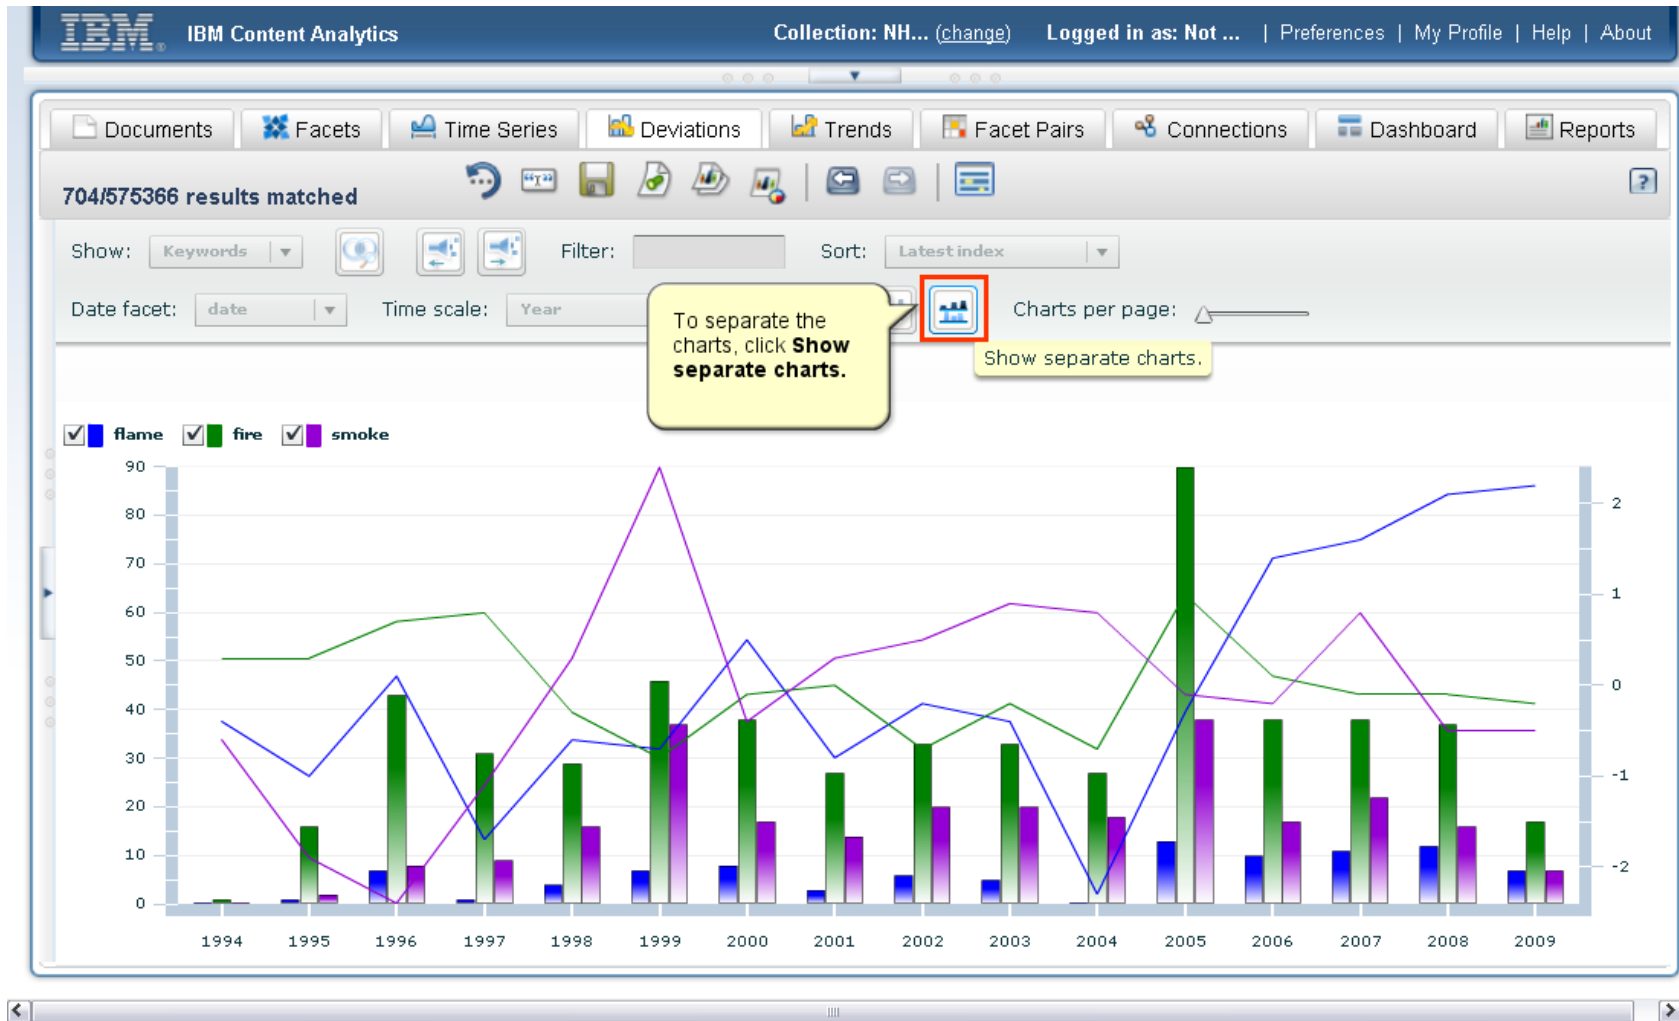 IBM® IBM Content Analytics Collection: NH... (change) Logged in as: Not ... | Preferences | My Profile | Help | About
Documents Facets Time Series Deviations Trends Facet Pairs Connections Dashboard Reports
704/575366 results matched ?
Show: Keywords Filter: Sort: Latest index
Date facet: date Time scale: Year Charts per page:
To separate the
charts, click Show
separate charts.
Show separate charts.
flame fire smoke
90
80
70
60
50
40
30
20
10
0
2
1
0
-1
-2
1994 1995 1996 1997 1998 1999 2000 2001 2002 2003 2004 2005 2006 2007 2008 2009